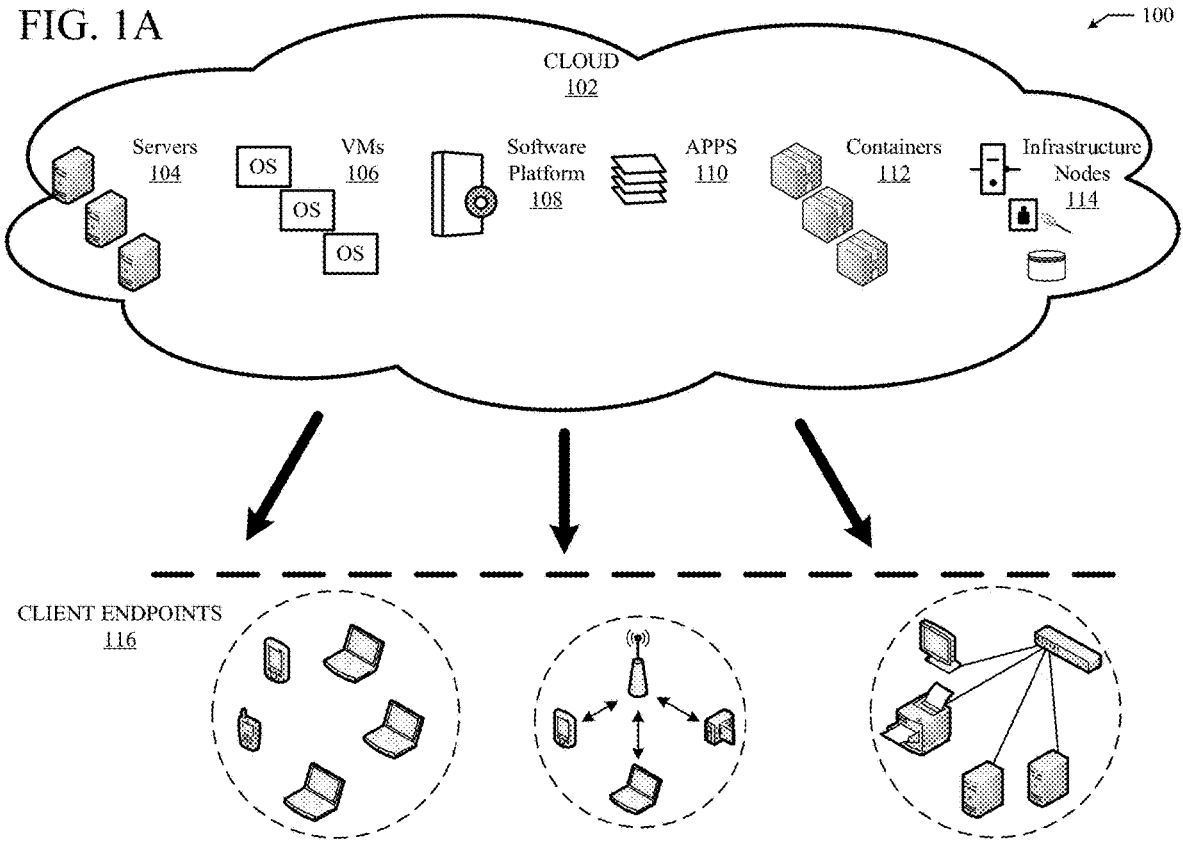 FIG. 1A
100
CLOUD
102
Servers
104
VMs
106
Software
Platform
108
APPS
110
Containers
112
Infrastructure
Nodes
114
OS
OS
OS
CLIENT ENDPOINTS
116